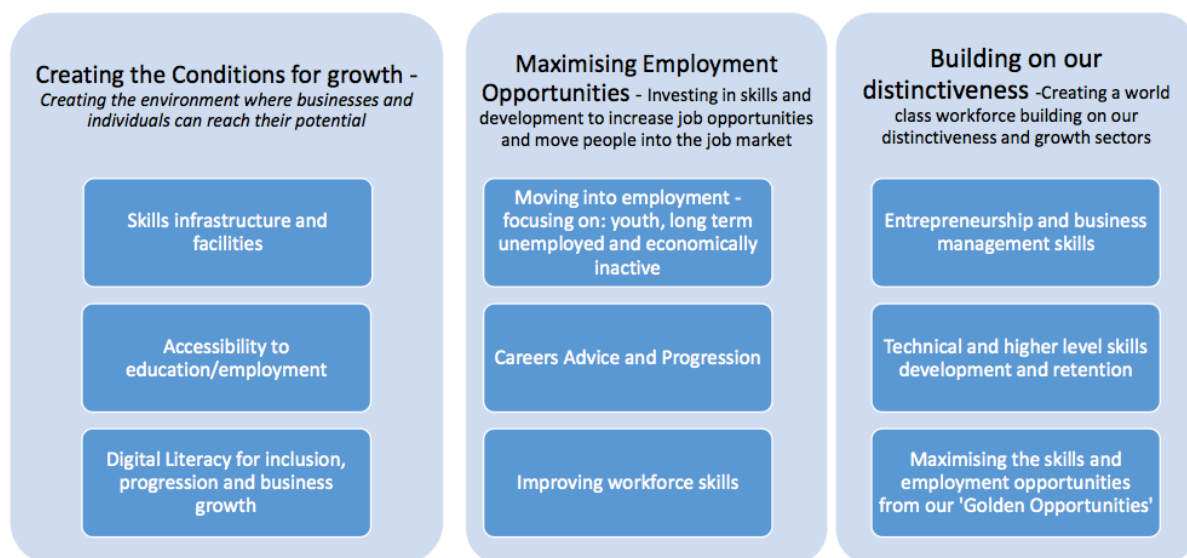 Creating the Conditions for growth -
Creating the environment where businesses and
individuals can reach their potential
Skills infrastructure and
facilities
Accessibility to
education/employment
Digital Literacy for inclusion,
progression and business
growth
Maximising Employment
Opportunities - Investing in skills and
development to increase job opportunities
and move people into the job market
Moving into employment -
focusing on: youth, long term
unemployed and economically
inactive
Careers Advice and Progression
Improving workforce skills
Building on our
distinctiveness -Creating a world
class workforce building on our
distinctiveness and growth sectors
Entrepreneurship and business
management skills
Technical and higher level skills
development and retention
Maximising the skills and
employment opportunities
from our 'Golden Opportunities'